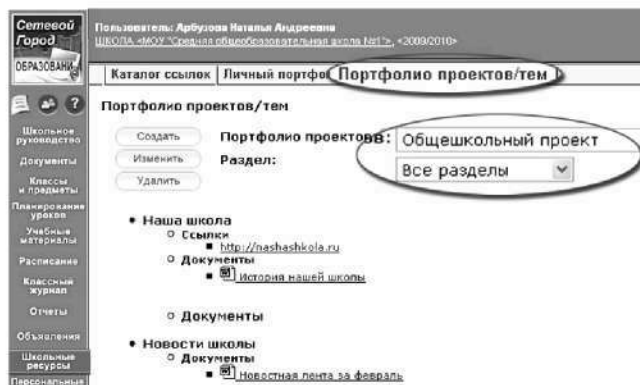 Сетевой
Город
ОБРАЗОВАНИ
Пользователь: Арбузова Наталья Андреевна
ШКОЛА «МОУ "Средняя общеобразовательная школа №1"», <2009/2010>
Каталог ссылок
Личный портфо
Портфолио проектов/тем
?
Портфолио проектов/тем
Школьное
руководство
Документы
Классы
и предметы
Планирование
уроков
Учебные
материалы
Расписание
Классный
журнал
Отчеты
Объявления
Школьные
ресурсы
Персональные
Создать
Изменить
Удалить
Портфолио проектовв: Общешкольный проект
Раздел: Все разделы
Наша школа
Ссылки
http://nashashkola.ru
Документы
История нашей школы
Документы
Новости школы
Документы
Новостная лента за февраль